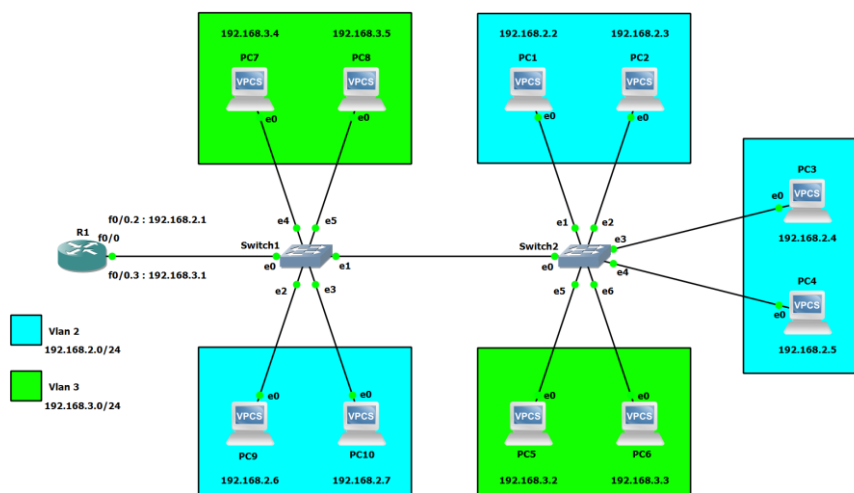 192.168.3.4 192.168.3.5
PC7 PC8
VPCS VPCS
e0 e0
192.168.2.2 192.168.2.3
PC1 PC2
VPCS VPCS
e0 e0
PC3
e0
VPCS
192.168.2.4
PC4
e0
VPCS
192.168.2.5
R1
f0/0
f0/0.2 : 192.168.2.1
f0/0.3 : 192.168.3.1
Switch1
e4 e5
e0 e1
e2 e3
Switch2
e1 e2
e3
e0
e4
e5 e6
Vlan 2
192.168.2.0/24
Vlan 3
192.168.3.0/24
e0 e0
VPCS VPCS
PC9 PC10
192.168.2.6 192.168.2.7
e0 e0
VPCS VPCS
PC5 PC6
192.168.3.2 192.168.3.3